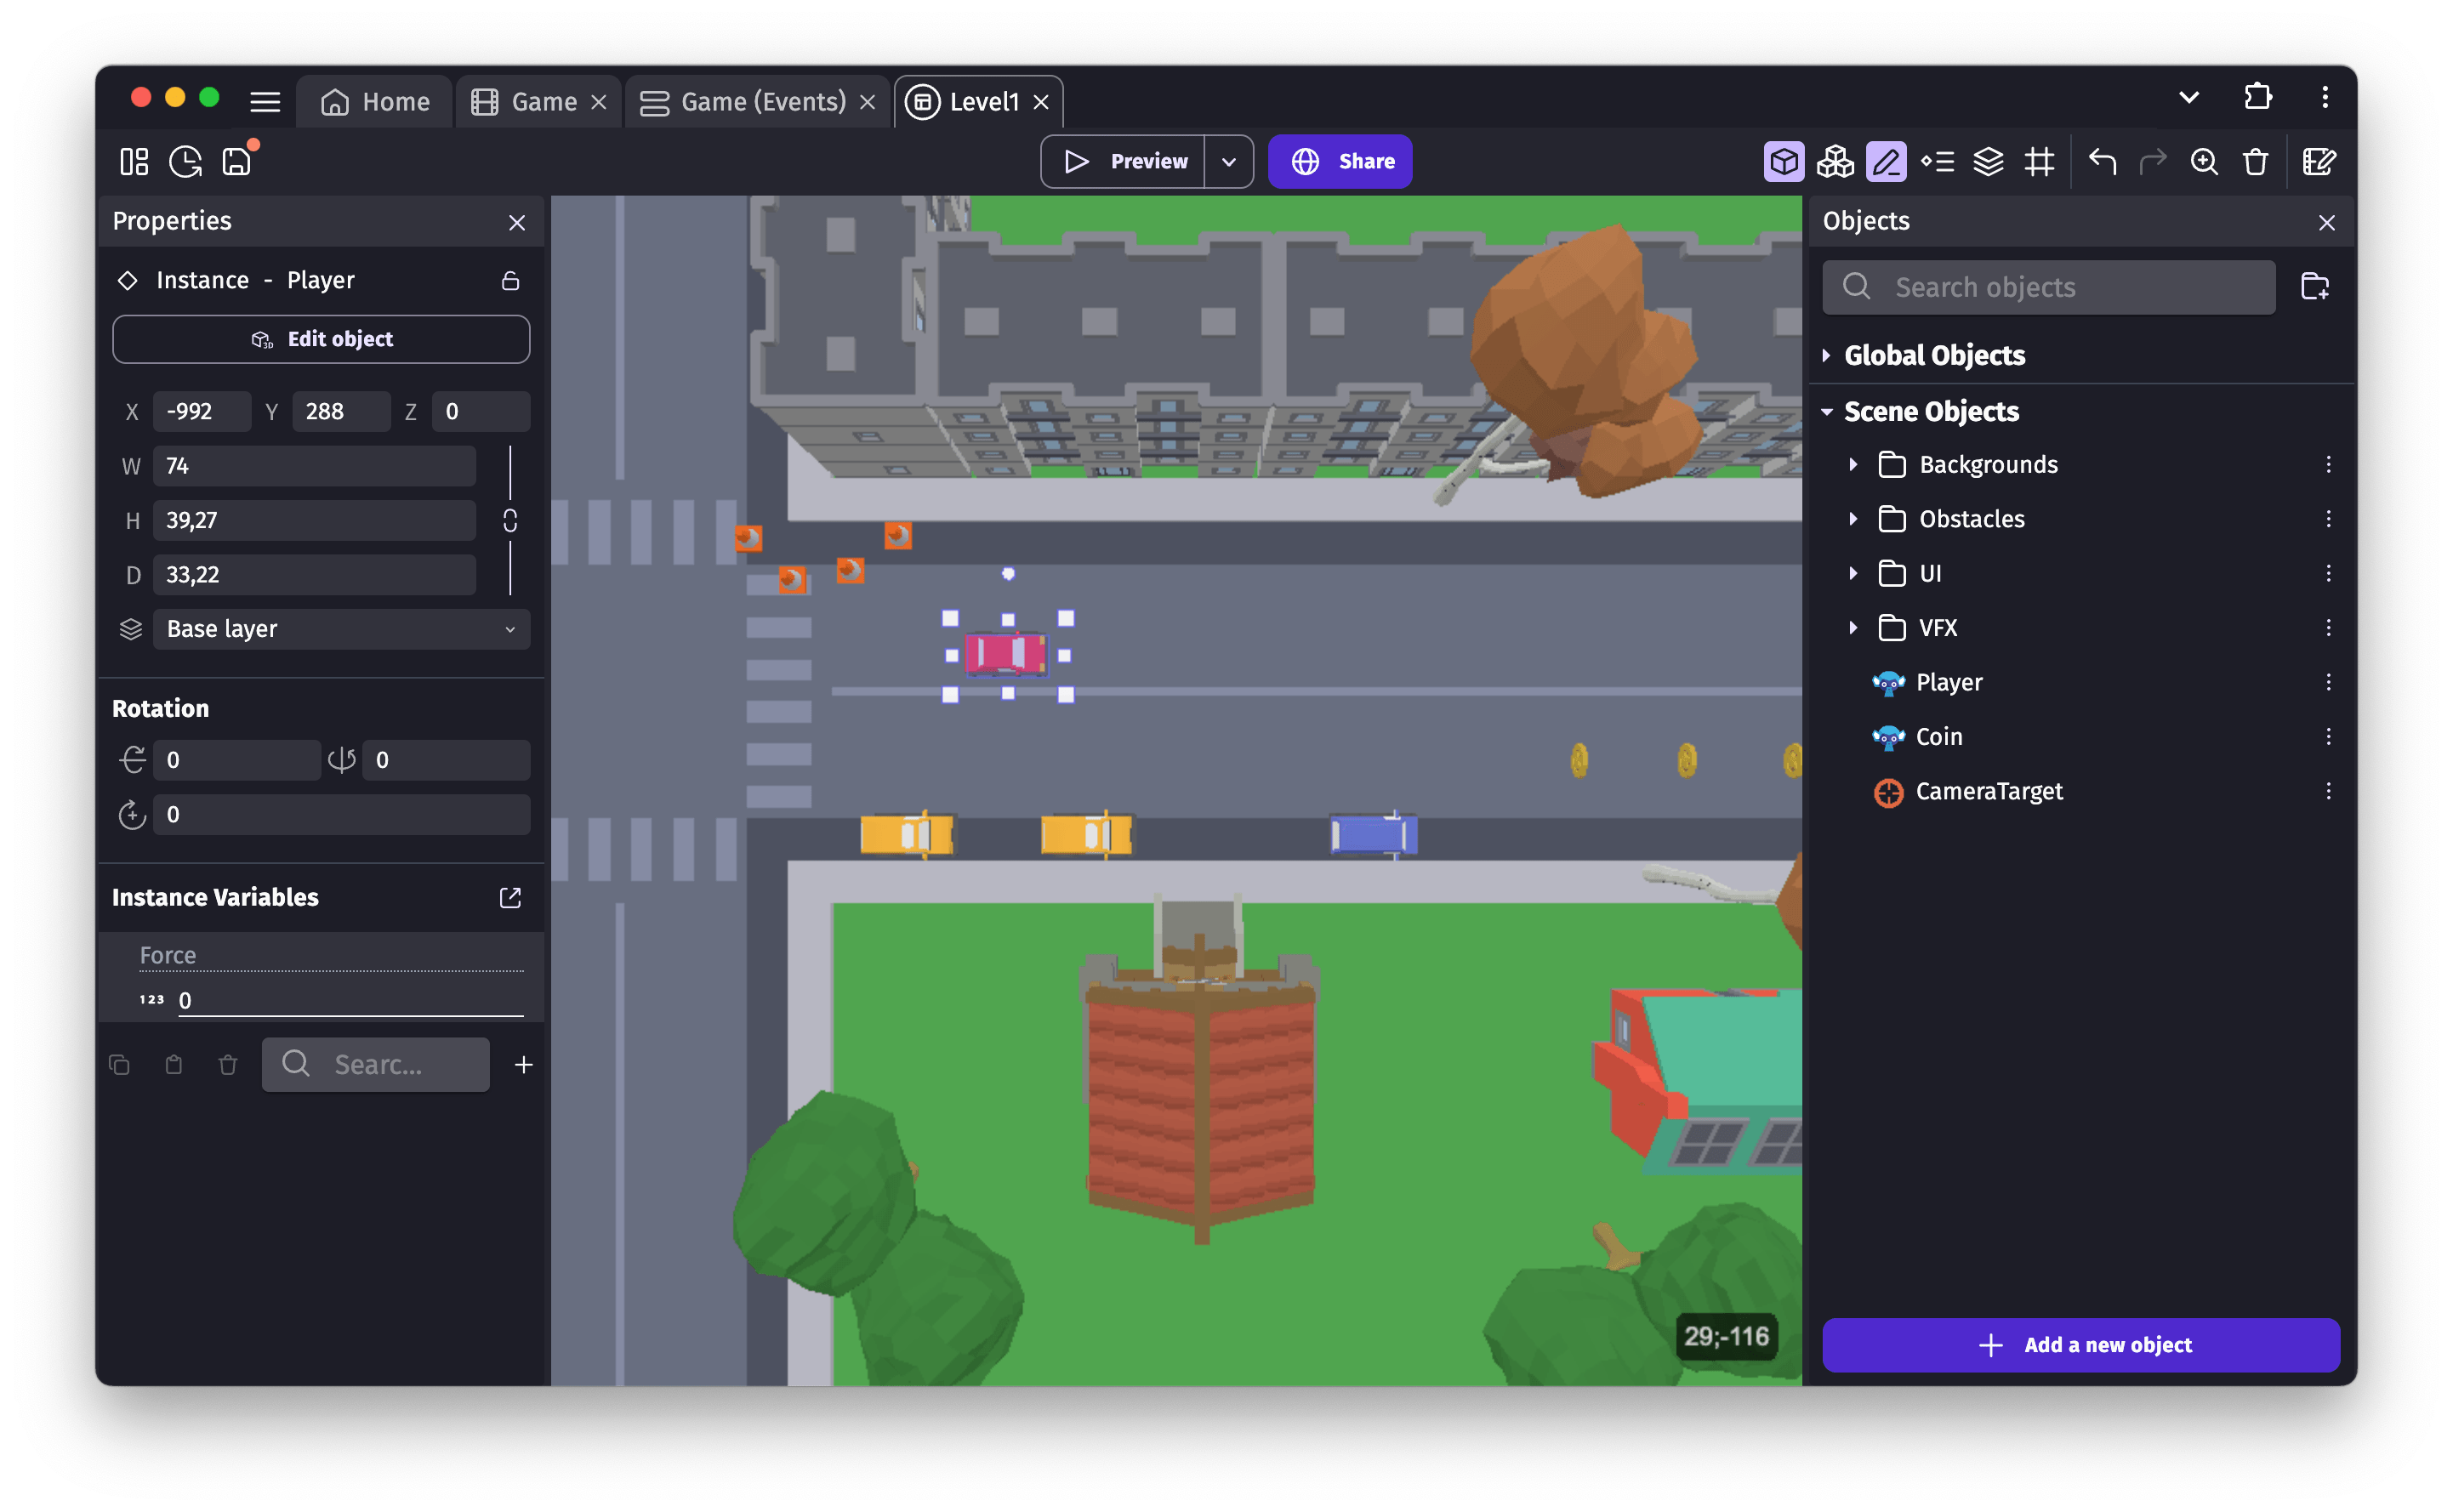 Home
Game
Game (Events)
Level1
Preview
Share
Properties
Instance - Player
Edit object
X -992 Y 288 Z 0
W 74
H 39,27
D 33,22
Base layer
Rotation
0 0
0
Instance Variables
Force
123 0
Searc...
29;-116
Objects
Search objects
Global Objects
Scene Objects
Backgrounds
Obstacles
UI
VFX
Player
Coin
CameraTarget
Add a new object